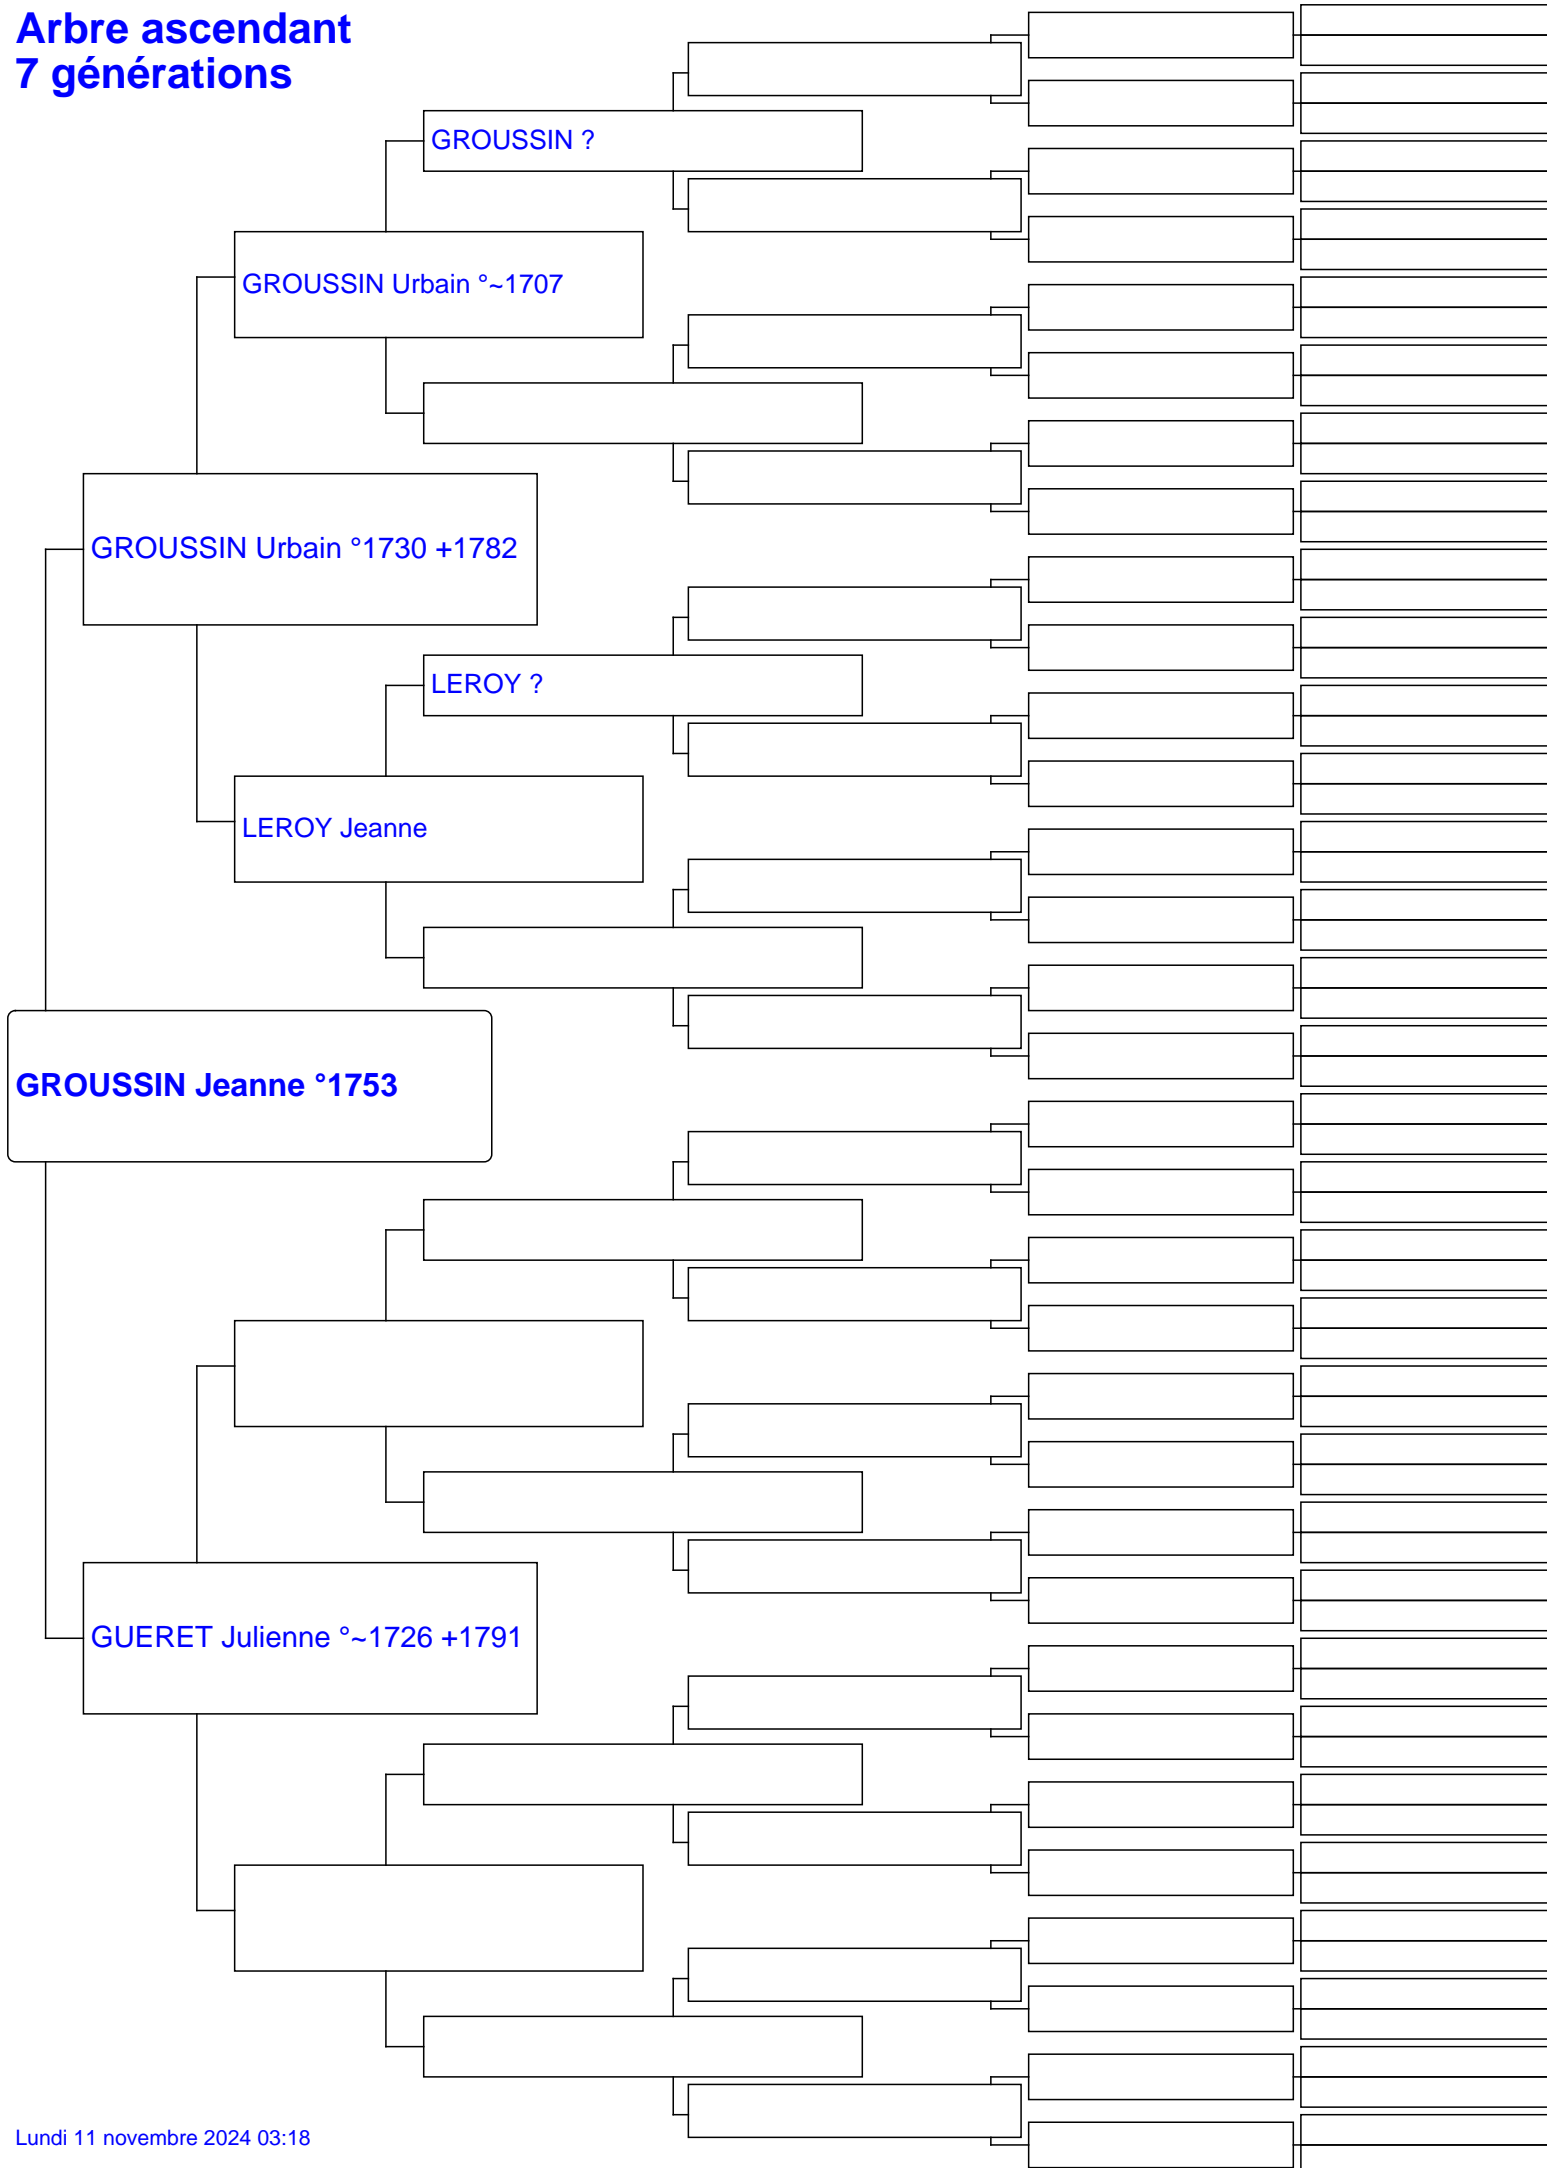 Arbre ascendant
7 générations
GROUSSIN ?
GROUSSIN Urbain °~1707
GROUSSIN Urbain °1730 +1782
LEROY ?
LEROY Jeanne
GROUSSIN Jeanne °1753
GUERET Julienne °~1726 +1791
Lundi 11 novembre 2024 03:18